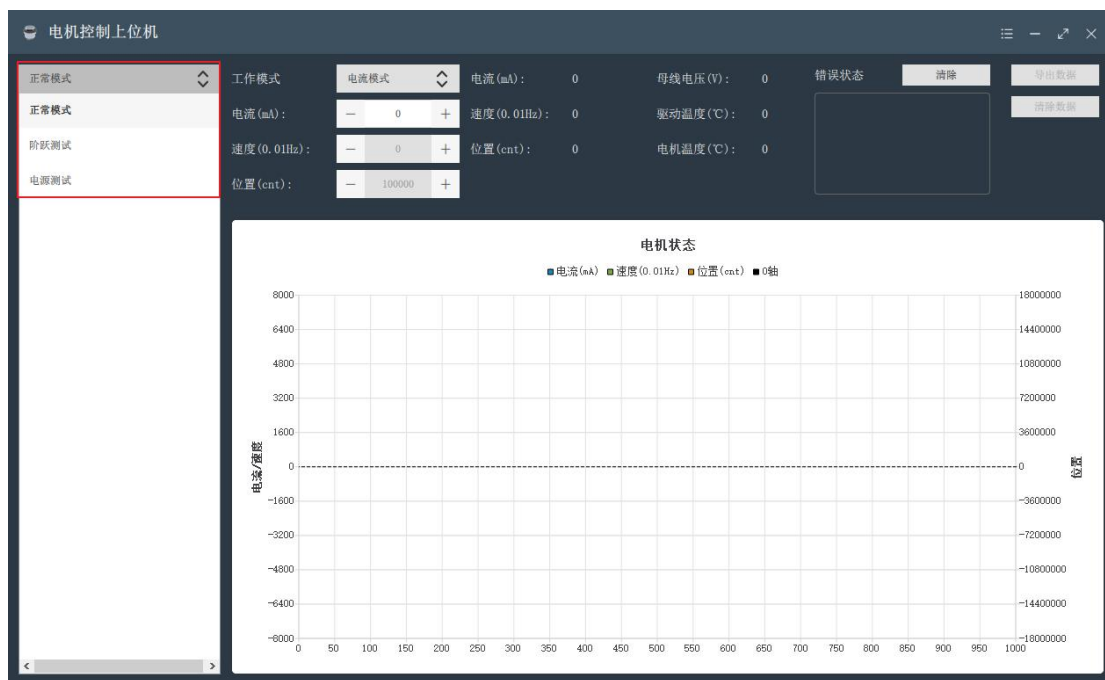 电机控制上位机
正常模式
正常模式
阶跃测试
电源测试
工作模式 电流模式 电流(mA): 0 母线电压(V): 0 错误状态 清除 导出数据
电流(mA): — 0 + 速度(0.01Hz): 0 驱动温度(℃): 0 清除数据
速度(0.01Hz): — 0 + 位置(cnt): 0 电机温度(℃): 0
位置(cnt): — 100000 +
电机状态
电流(mA) 速度(0.01Hz) 位置(cnt) 0轴
8000 18000000
6400 14400000
4800 10800000
3200 7200000
1600 3600000
0 0
-1600 -3600000
-3200 -7200000
-4800 -10800000
-6400 -14400000
-8000 -18000000
电流/速度
位置
0 50 100 150 200 250 300 350 400 450 500 550 600 650 700 750 800 850 900 950 1000